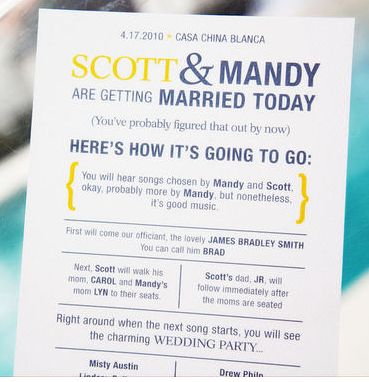 4.17.2010 • CASA CHINA BLANCA
SCOTT & MANDY
ARE GETTING MARRIED TODAY
(You've probably figured that out by now)
HERE'S HOW IT'S GOING TO GO:
{ You will hear songs chosen by Mandy and Scott, }
okay, probably more by Mandy, but nonetheless,
it's good music.
First will come our officiant, the lovely JAMES BRADLEY SMITH
You can call him BRAD
Next, Scott will walk his
mom, CAROL and Mandy's
mom LYN to their seats.
Scott's dad, JR, will
follow immediately after
the moms are seated
Right around when the next song starts, you will see
the charming WEDDING PARTY...
Misty Austin
Drew Philp